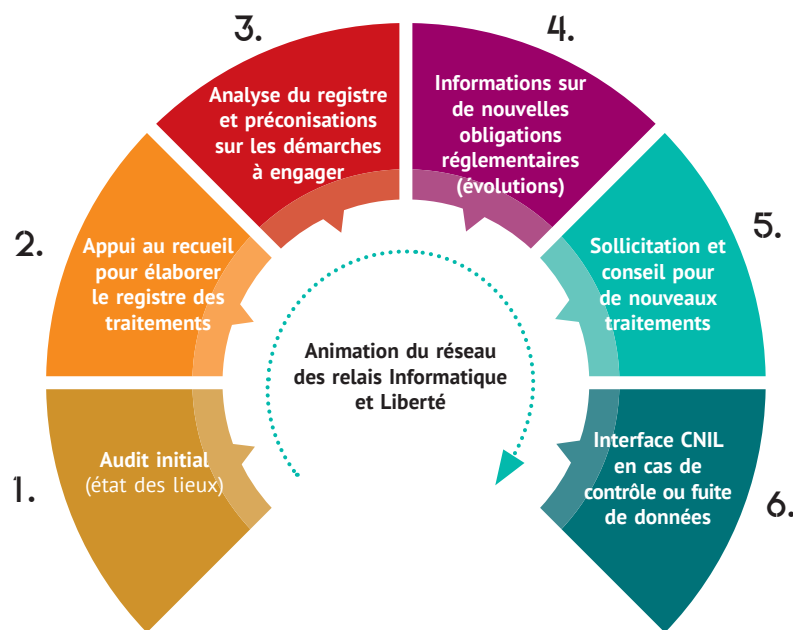 1.
Audit initial
(état des lieux)
2.
Appui au recueil
pour élaborer
le registre des
traitements
3.
Analyse du registre
et préconisations
sur les démarches
à engager
4.
Informations sur
de nouvelles
obligations
réglementaires
(évolutions)
5.
Sollicitation et
conseil pour
de nouveaux
traitements
6.
Interface CNIL
en cas de
contrôle ou fuite
de données
Animation du réseau
des relais Informatique
et Liberté